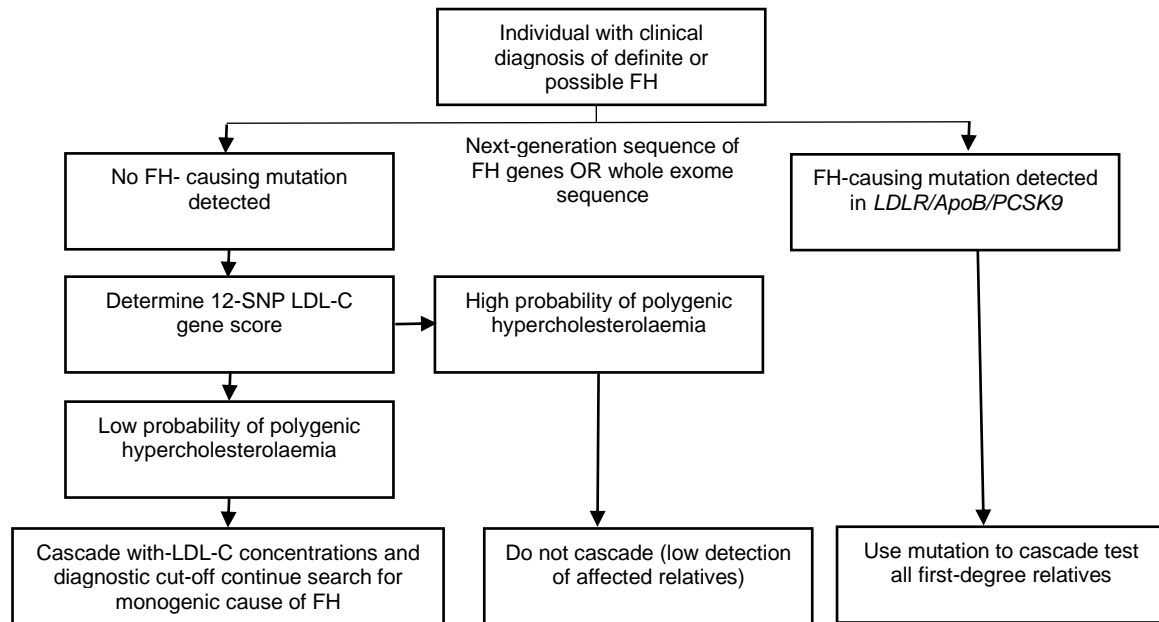 Individual with clinical
diagnosis of definite or
possible FH
Next-generation sequence of
FH genes OR whole exome
sequence
No FH- causing mutation
detected
FH-causing mutation detected
in LDLR/ApoB/PCSK9
Determine 12-SNP LDL-C
gene score
High probability of polygenic
hypercholesterolaemia
Low probability of polygenic
hypercholesterolaemia
Cascade with-LDL-C concentrations and
diagnostic cut-off continue search for
monogenic cause of FH
Do not cascade (low detection
of affected relatives)
Use mutation to cascade test
all first-degree relatives